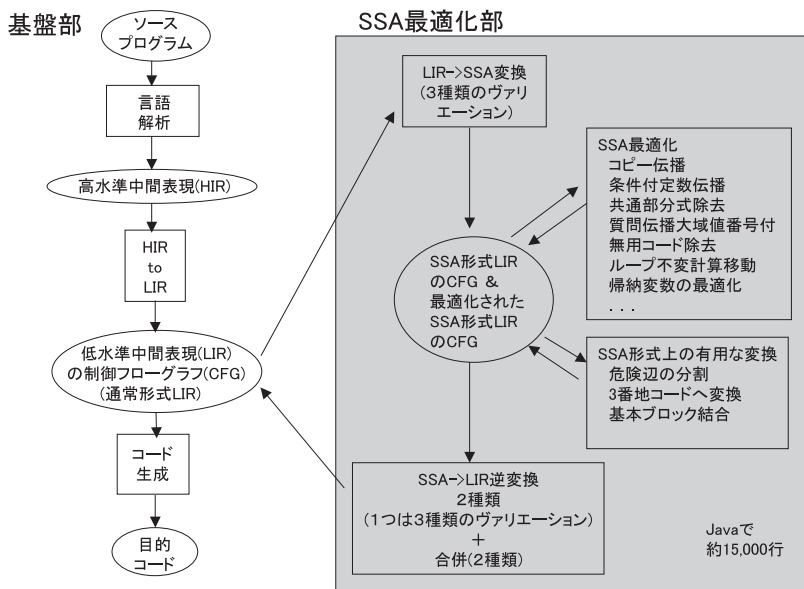 基盤部
ソース
プログラム
言語
解析
高水準中間表現(HIR)
HIR
to
LIR
低水準中間表現(LIR)
の制御フローグラフ(CFG)
(通常形式LIR)
コード
生成
目的
コード
SSA最適化部
LIR->SSA変換
(3種類のヴァリ
エーション)
SSA形式LIR
のCFG &
最適化された
SSA形式LIR
のCFG
SSA最適化
コピー伝播
条件付定数伝播
共通部分式除去
質問伝播大域値番号付
無用コード除去
ループ不変計算移動
帰納変数の最適化
. . .
SSA形式上の有用な変換
危険辺の分割
3番地コードへ変換
基本ブロック結合
SSA->LIR逆変換
2種類
(1つは3種類のヴァリエーション)
+
合併(2種類)
Javaで
約15,000行